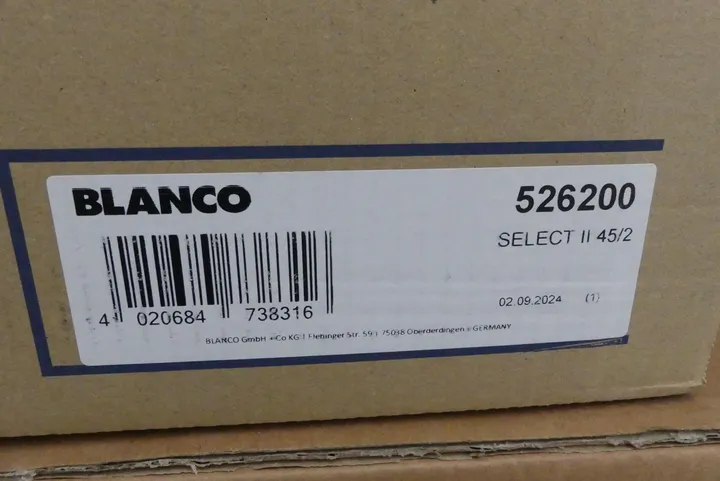 BLANCO
526200
SELECT II 45/2
4 020684 738316
02.09.2024 (1)
BLANCO GmbH + Co KG Flehinger Str. 59 75038 Oberderdingen GERMANY